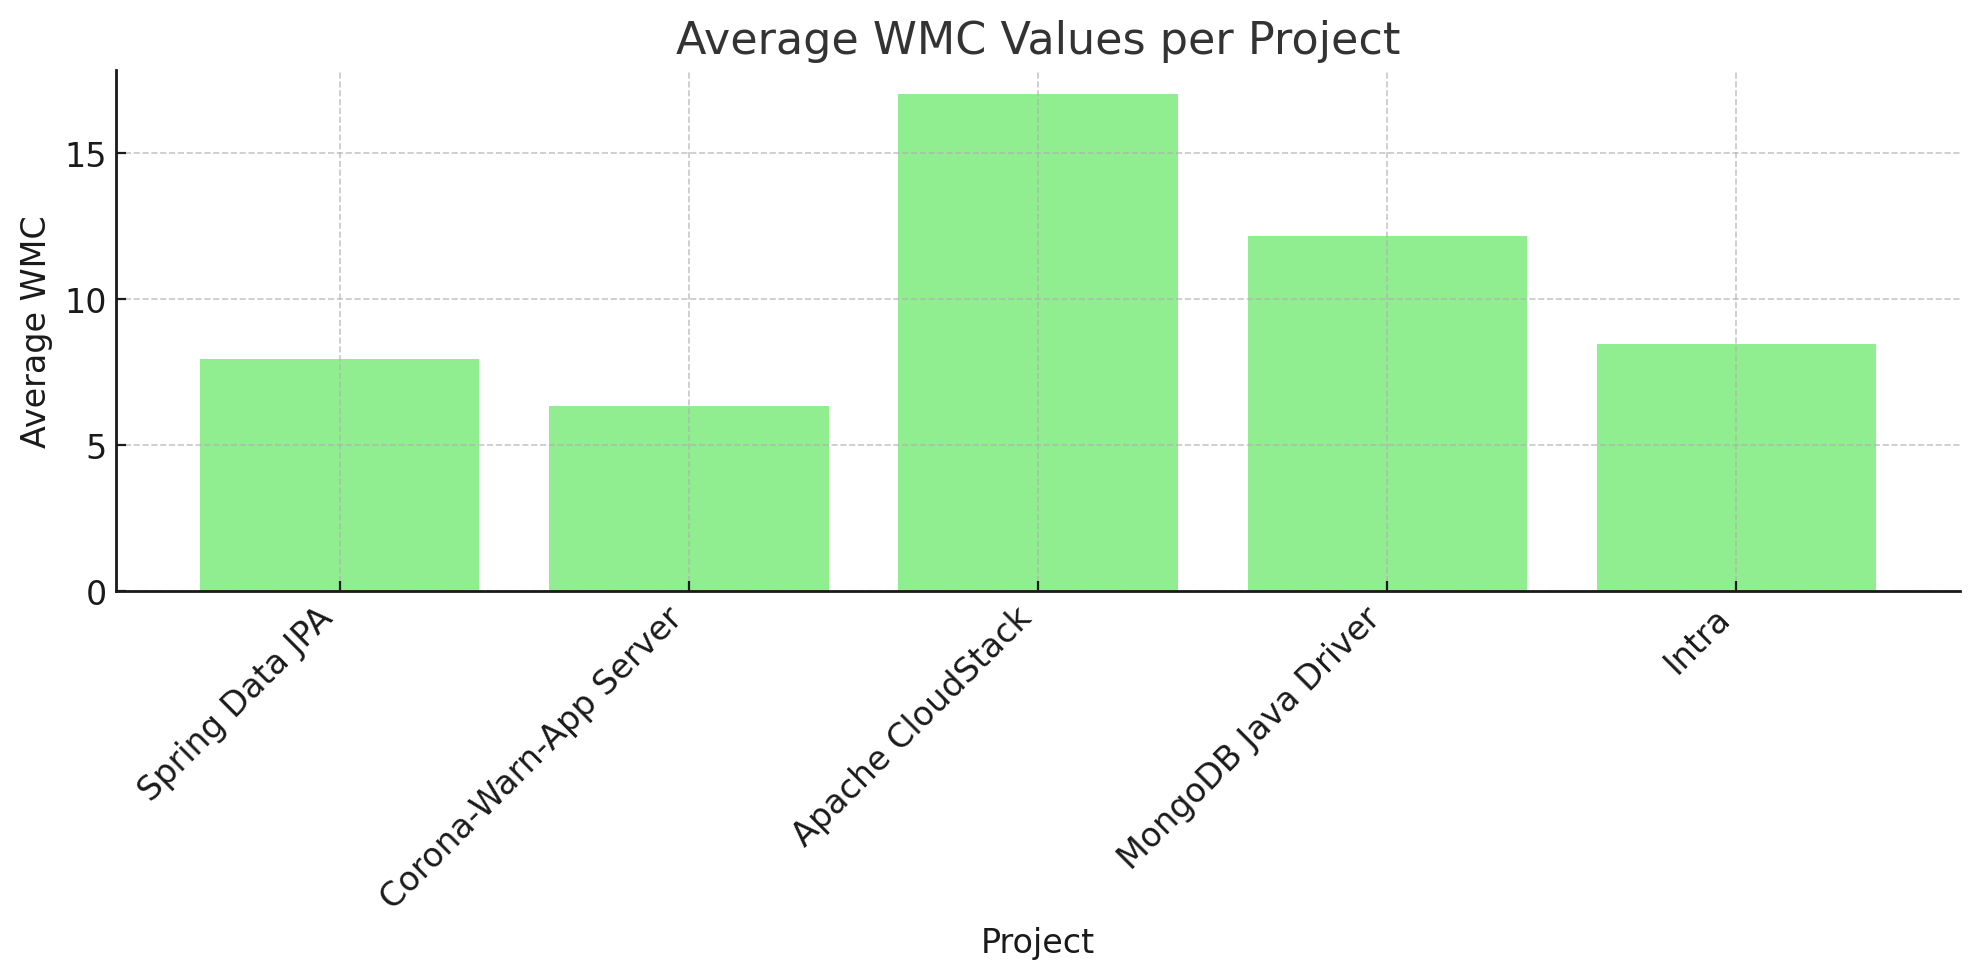 Average WMC Values per Project
Average WMC
15
10
5
0
Spring Data JPA
Corona-Warn-App Server
Apache CloudStack
MongoDB Java Driver
Intra
Project